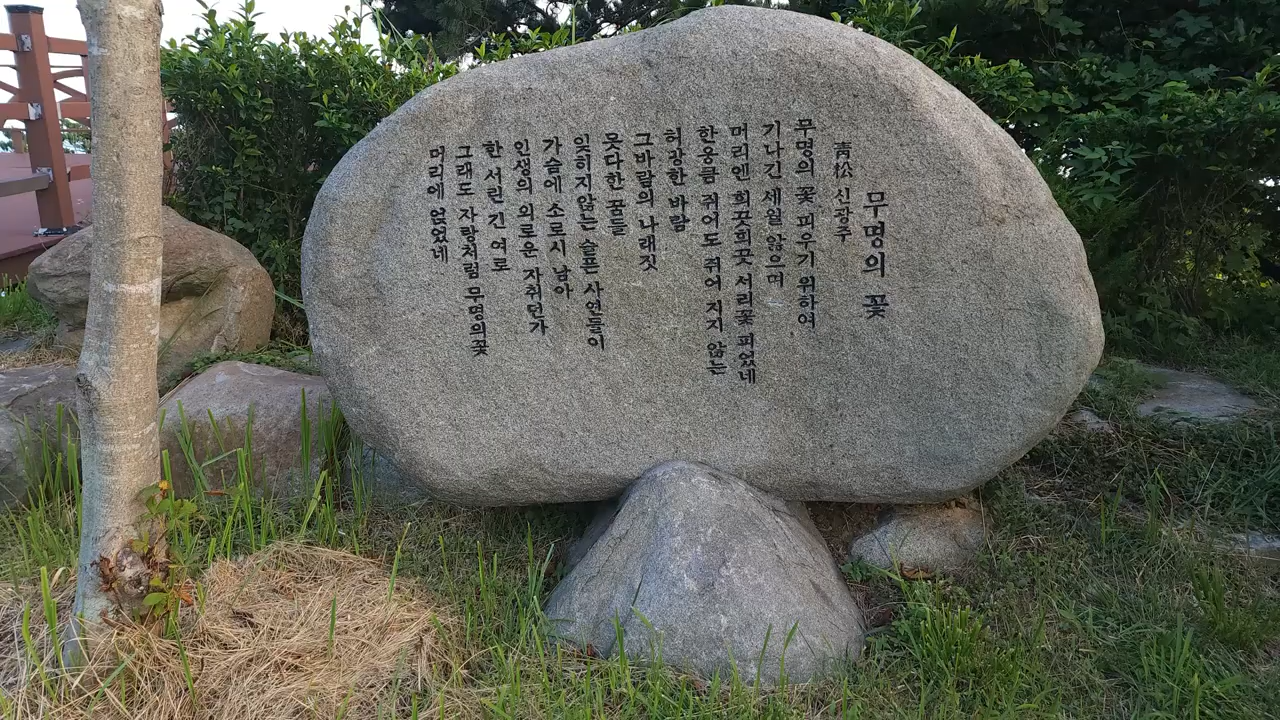 무명의 꽃
靑松 신광주
무명의 꽃 피우기 위하여
기나긴 세월 앓으며
머리엔 희끗희끗 서리꽃 피었네
한웅큼 쥐어도 쥐어 지지 않는
허공한 바람
그바람의 나래짓
못다한 꿈들
잊히지않는 슬픈 사연들이
가슴에 소로시 남아
인생의 외로운 자취런가
한 서린 긴 여로
그래도 자랑처럼 무명의꽃
머리에 얹었네